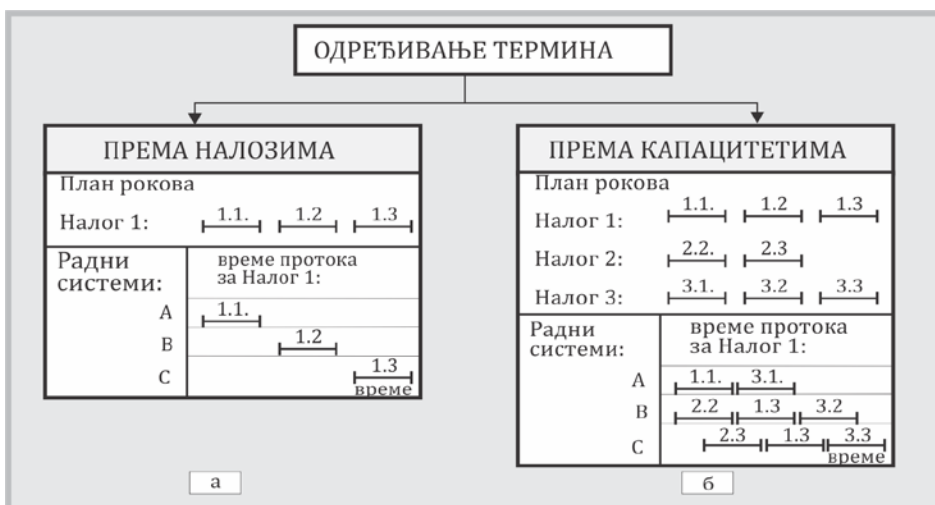 ОДРЕЂИВАЊЕ ТЕРМИНА
ПРЕМА НАЛОЗИМА
План рокова
Налог 1: 1.1. 1.2 1.3
Радни системи:
време протока
за Налог 1:
А 1.1.
В 1.2
С 1.3
време
а
ПРЕМА КАПАЦИТЕТИМА
План рокова
Налог 1: 1.1. 1.2 1.3
Налог 2: 2.2. 2.3
Налог 3: 3.1. 3.2 3.3
Радни
системи:
време протока
за Налог 1:
А 1.1. 3.1.
В 2.2 1.3 3.2
С 2.3 1.3 3.3
време
б